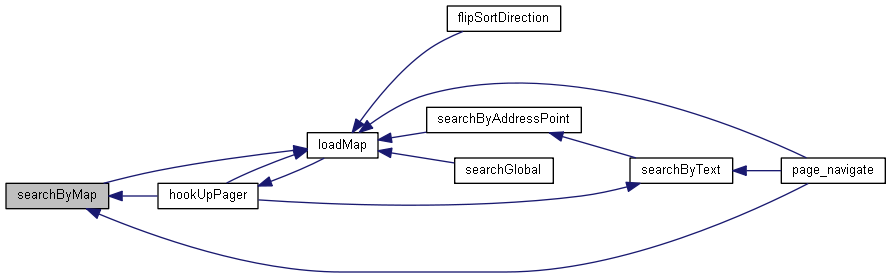 flipSortDirection
searchByAddressPoint
loadMap
searchGlobal
searchByText
page_navigate
searchByMap
hookUpPager